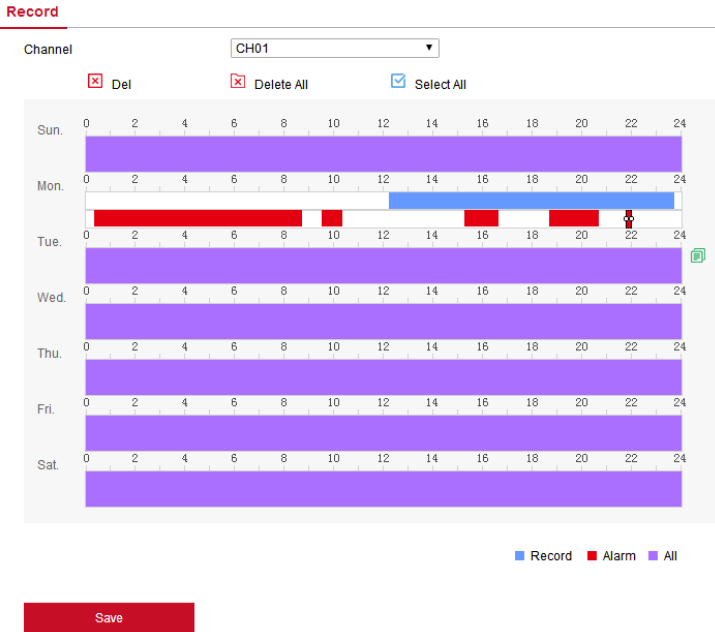 Record
Channel CH01
Del Delete All Select All
0 2 4 6 8 10 12 14 16 18 20 22 24
Sun.
0 2 4 6 8 10 12 14 16 18 20 22 24
Mon.
0 2 4 6 8 10 12 14 16 18 20 22 24
Tue.
0 2 4 6 8 10 12 14 16 18 20 22 24
Wed.
0 2 4 6 8 10 12 14 16 18 20 22 24
Thu.
0 2 4 6 8 10 12 14 16 18 20 22 24
Fri.
0 2 4 6 8 10 12 14 16 18 20 22 24
Sat.
Record Alarm All
Save